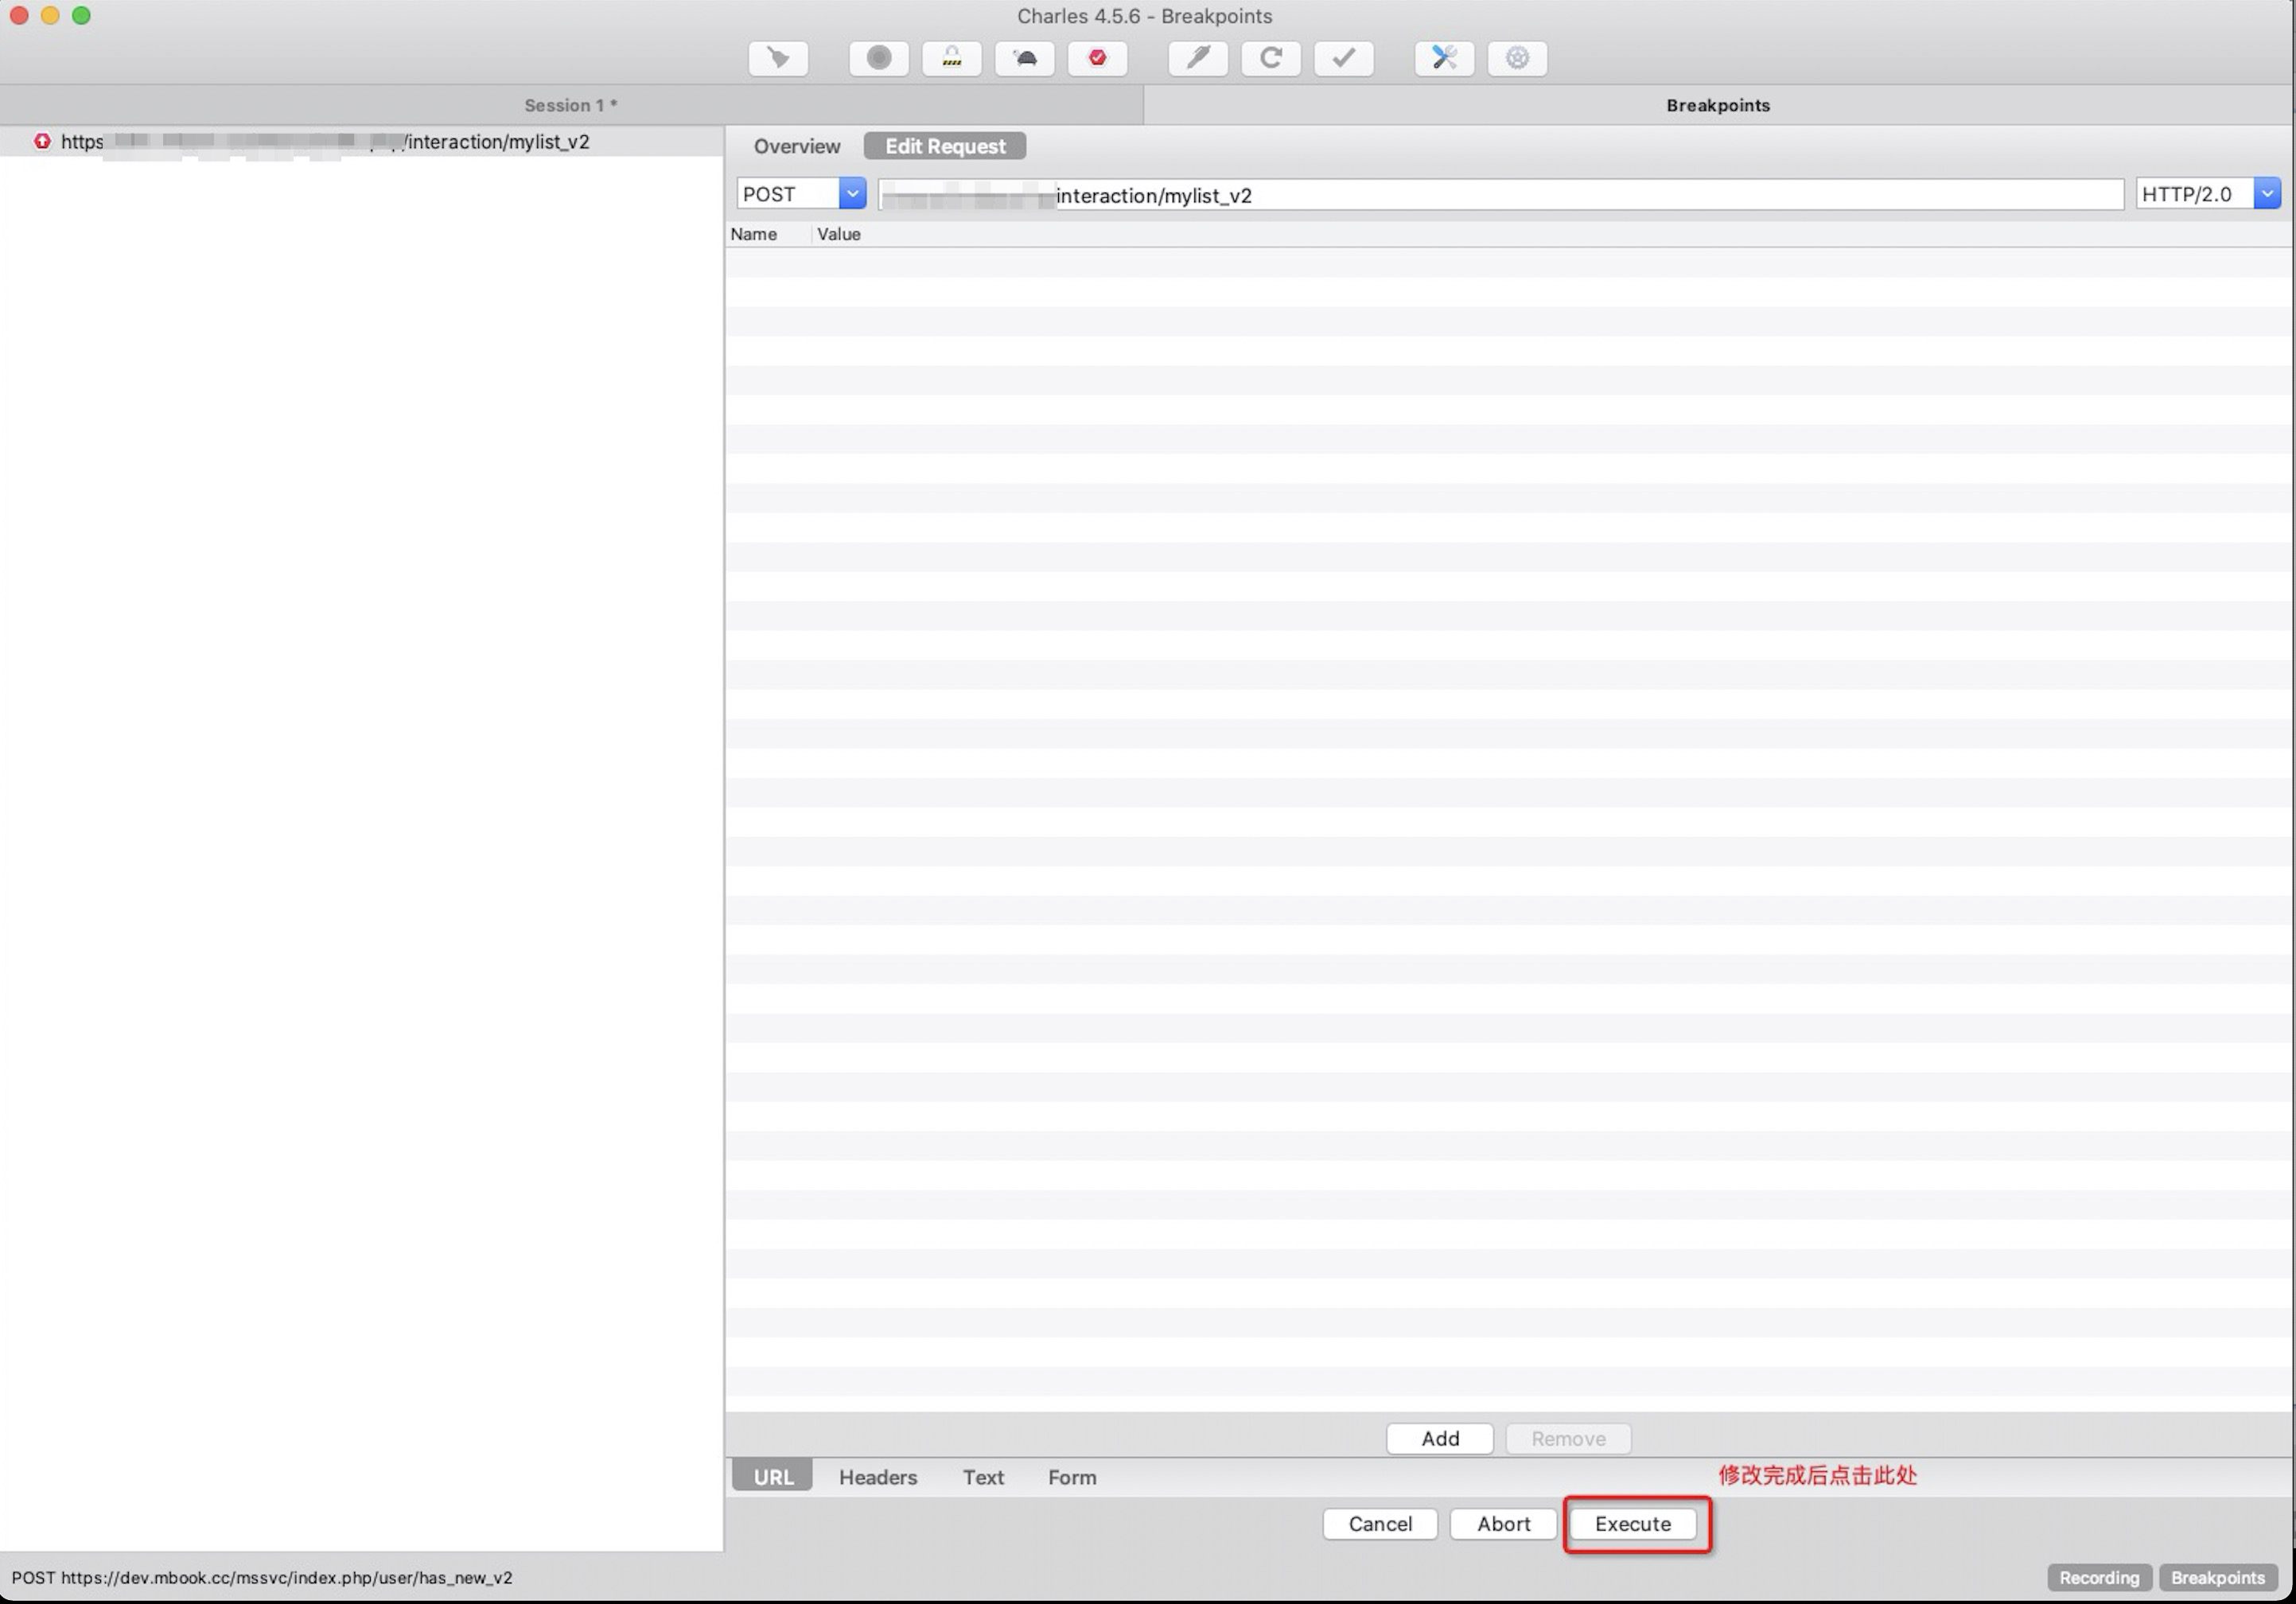 Charles 4.5.6 - Breakpoints
Session 1 *
Breakpoints
https /interaction/mylist_v2
Overview
Edit Request
POST
interaction/mylist_v2
HTTP/2.0
Name
Value
Add
Remove
URL
Headers
Text
Form
修改完成后点击此处
Cancel
Abort
Execute
POST https://dev.mbook.cc/mssvc/index.php/user/has_new_v2
Recording
Breakpoints